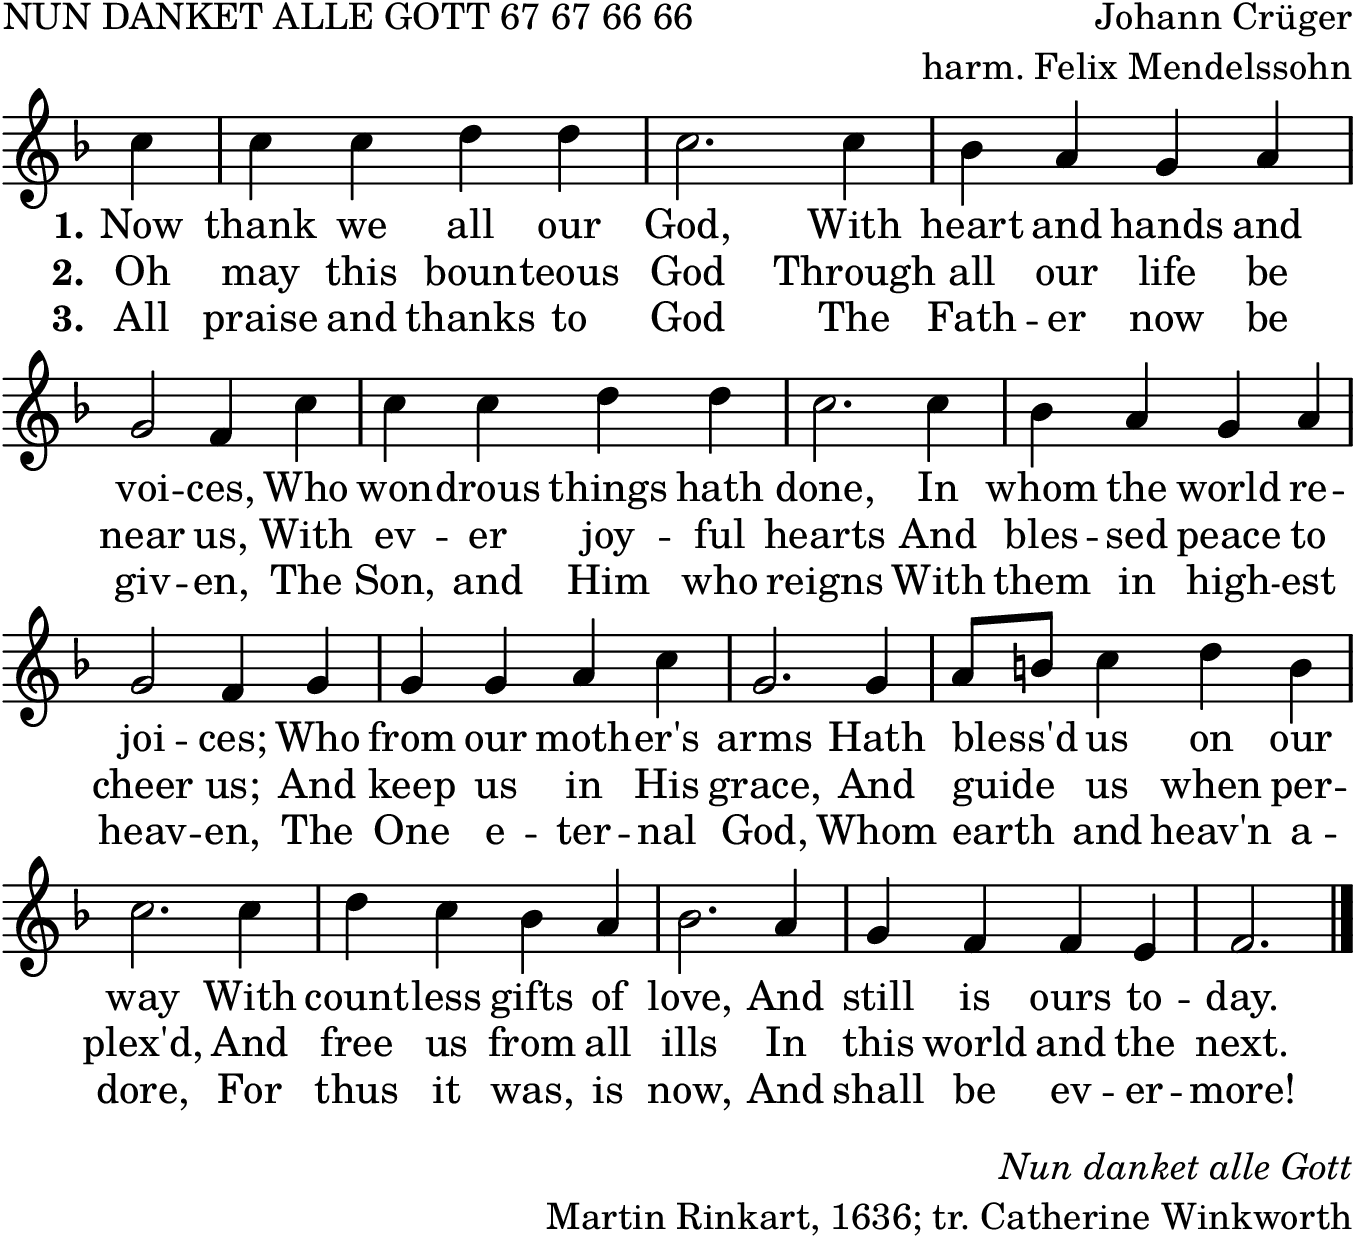 NUN DANKET ALLE GOTT 67 67 66 66 Johann Crüger
harm. Felix Mendelssohn
1. Now thank we all our God, With heart and hands and
2. Oh may this bounteous God Through all our life be
3. All praise and thanks to God The Fath - er now be
voi - ces, Who wondrous things hath done, In whom the world re -
near us, With ev - er joy - ful hearts And bles - sed peace to
giv - en, The Son, and Him who reigns With them in high - est
joi - ces; Who from our mother's arms Hath bless'd us on our
cheer us; And keep us in His grace, And guide us when per -
heav - en, The One e - ter - nal God, Whom earth and heav'n a -
way With countless gifts of love, And still is ours to - day.
plex'd, And free us from all ills In this world and the next.
dore, For thus it was, is now, And shall be ev - er - more!
Nun danket alle Gott
Martin Rinkart, 1636; tr. Catherine Winkworth